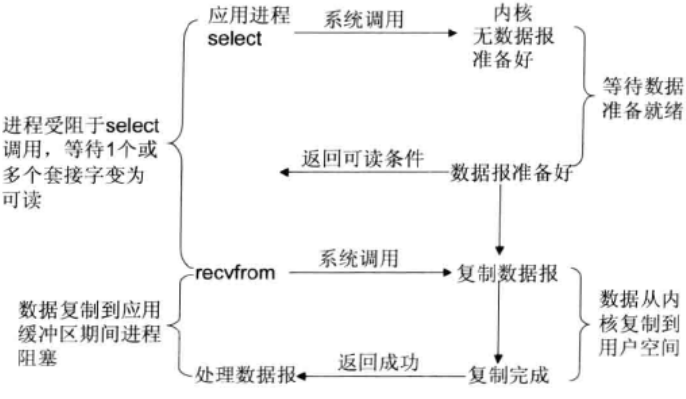 应用进程
select
系统调用
内核
无数据报
准备好
等待数据
准备就绪
进程受阻于select
调用，等待1个或
多个套接字变为
可读
返回可读条件
数据报准备好
recvfrom
系统调用
复制数据报
数据复制到应用
缓冲区期间进程
阻塞
数据从内
核复制到
用户空间
处理数据报
返回成功
复制完成